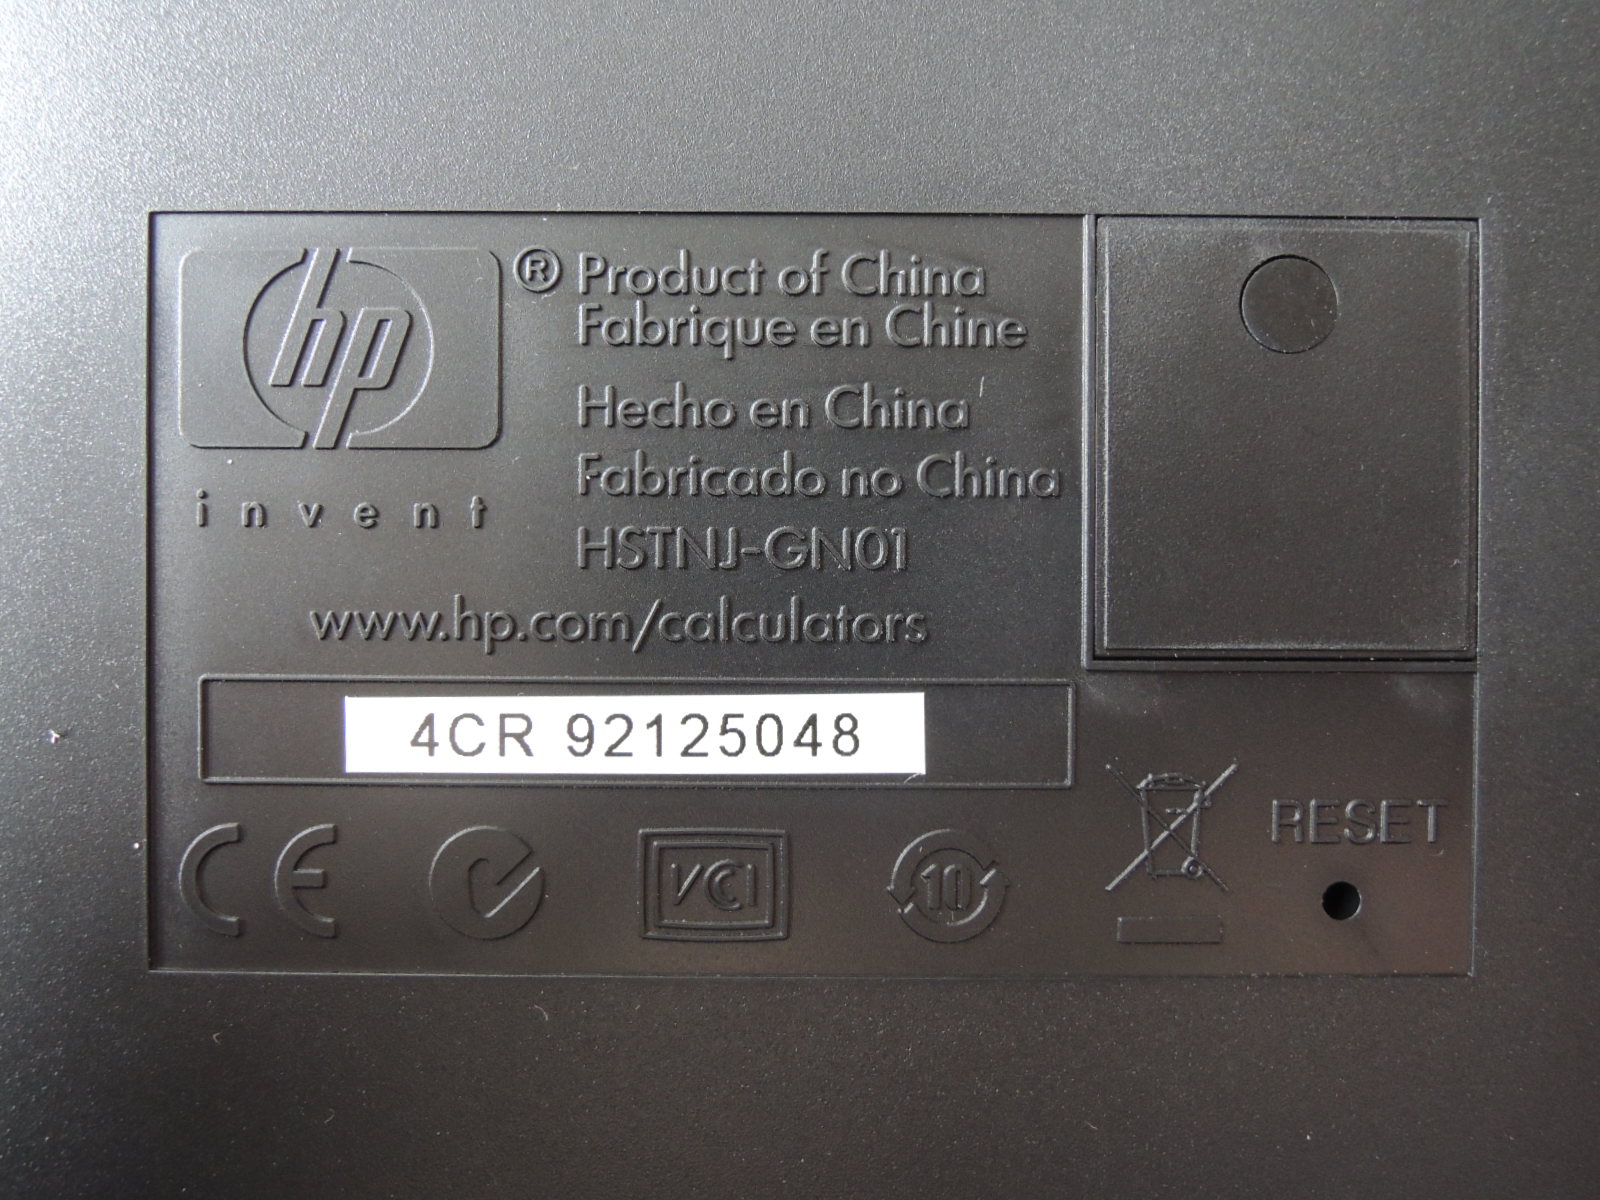 hp
invent
® Product of China
Fabrique en Chine
Hecho en China
Fabricado no China
HSTNJ-GN01
www.hp.com/calculators
4CR 92125048
CE
VCI
10
RESET